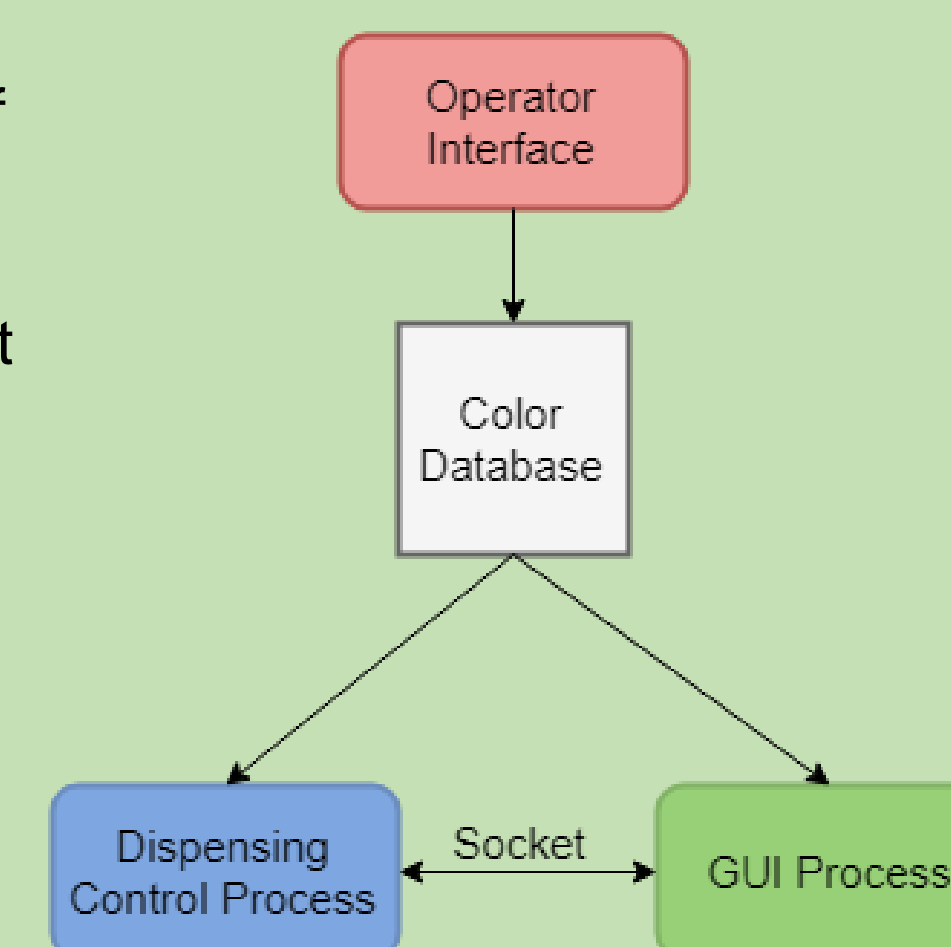 Operator
Interface
t
Color
Database
Dispensing
Control Process
Socket
GUI Process